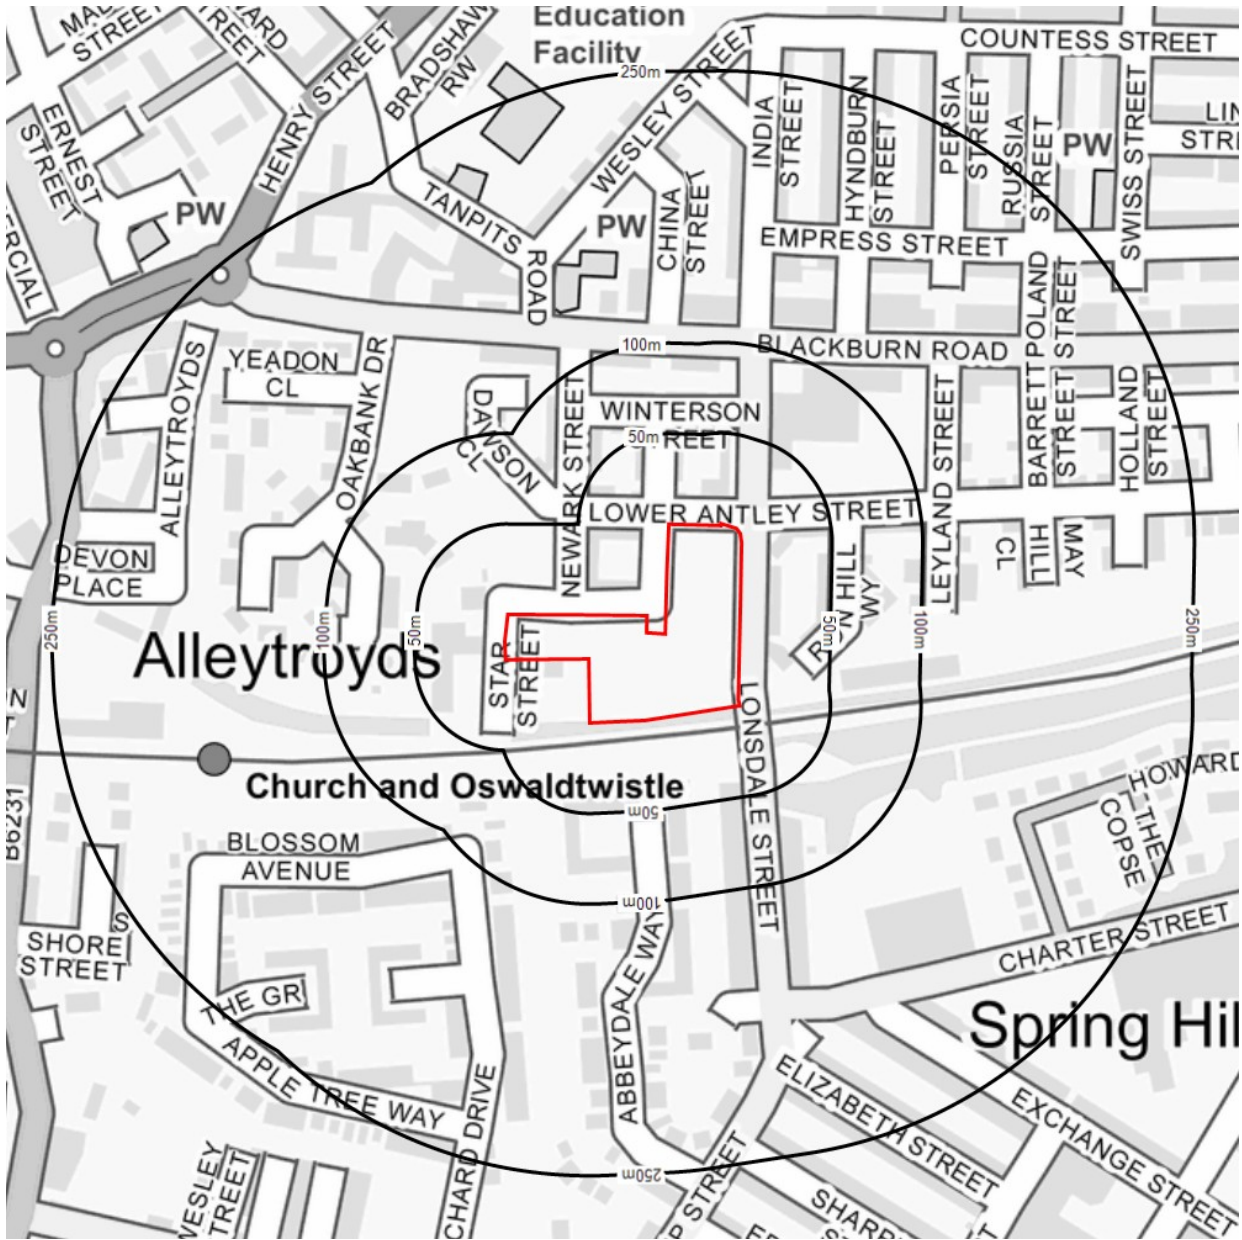 Education
Facility
COUNTESS STREET
STREET
HENRY STREET
BRADSHAW
RW
ERNEST
STREET
250m
WESLEY STREET
INDIA
STREET
HYNDBURN
STREET
PERSIA
STREET
RUSSIA
STREET
PW
SWISS STREET
PW
TANPITS
ROAD
PW
CHINA
STREET
EMPRESS STREET
YEADON
CL
ALLEYTROYDS
OAKBANK DR
100m
BLACKBURN ROAD
POLAND
STREET
BARRETT
STREET
HOLLAND
STREET
DAWSON
CL
NEWARK STREET
WINTERSON
STREET
50m
LEYLAND STREET
LOWER ANTLEY STREET
DEVON
PLACE
HILL
CL
MAY
250m
100m
50m
50m
100m
250m
Alleytroyds
STAR
STREET
LONSDALE STREET
Church and Oswaldtwistle
B6231
50m
HOWARD
THE
COPSE
BLOSSOM
AVENUE
100m
SHORE
STREET
CHARTER STREET
THE GR
ABBEYDALE WAY
Spring Hil
APPLE TREE WAY
CHARD DRIVE
ELIZABETH STREET
EXCHANGE STREET
250m
WESLEY
TREET
P STREET